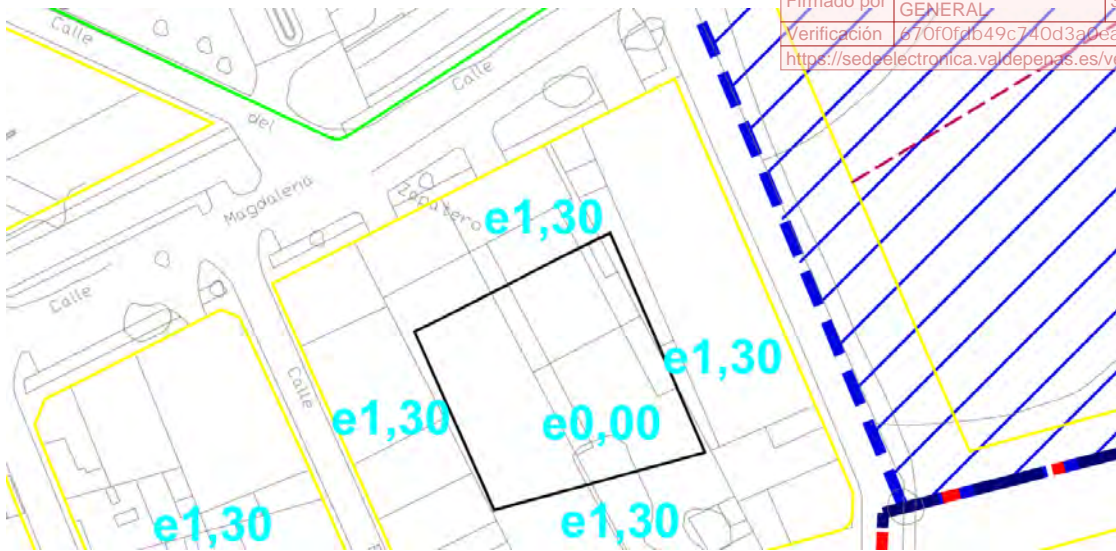 Firmado por
GENERAL
Verificación
https://sedeelectronica.valdepenas.es/
Calle
del
Calle
Magdalena
Zapatero
e1,30
Calle
Calle
e1,30
e1,30
e0,00
e1,30
e1,30